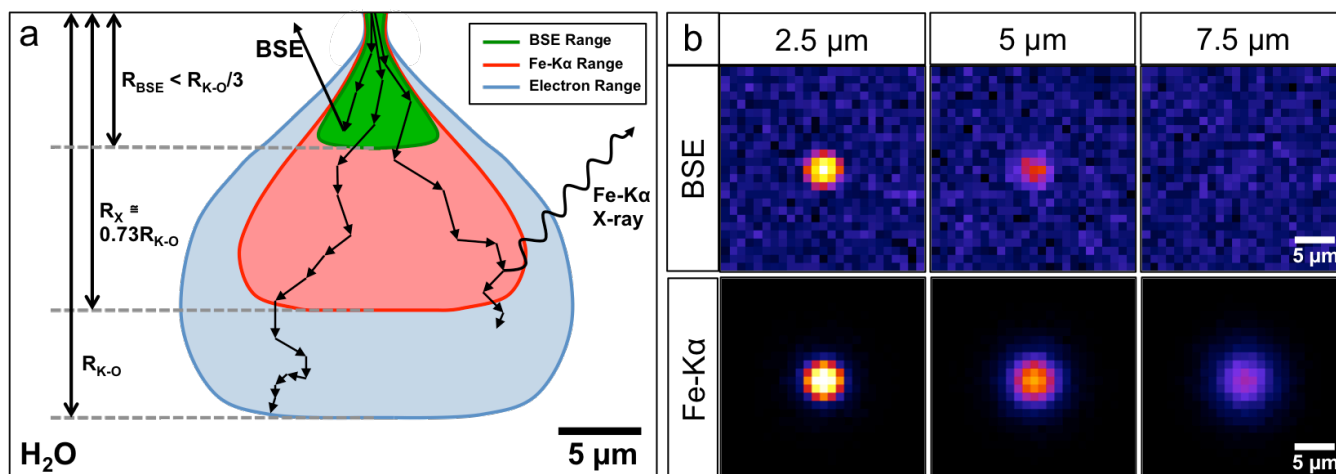 a
BSE
BSE Range
Fe-Kα Range
Electron Range
R_BSE < R_K-O/3
R_X ≅
0.73R_K-O
Fe-Kα
X-ray
R_K-O
H₂O
5 µm
b
2.5 µm
5 µm
7.5 µm
BSE
5 µm
Fe-Kα
5 µm